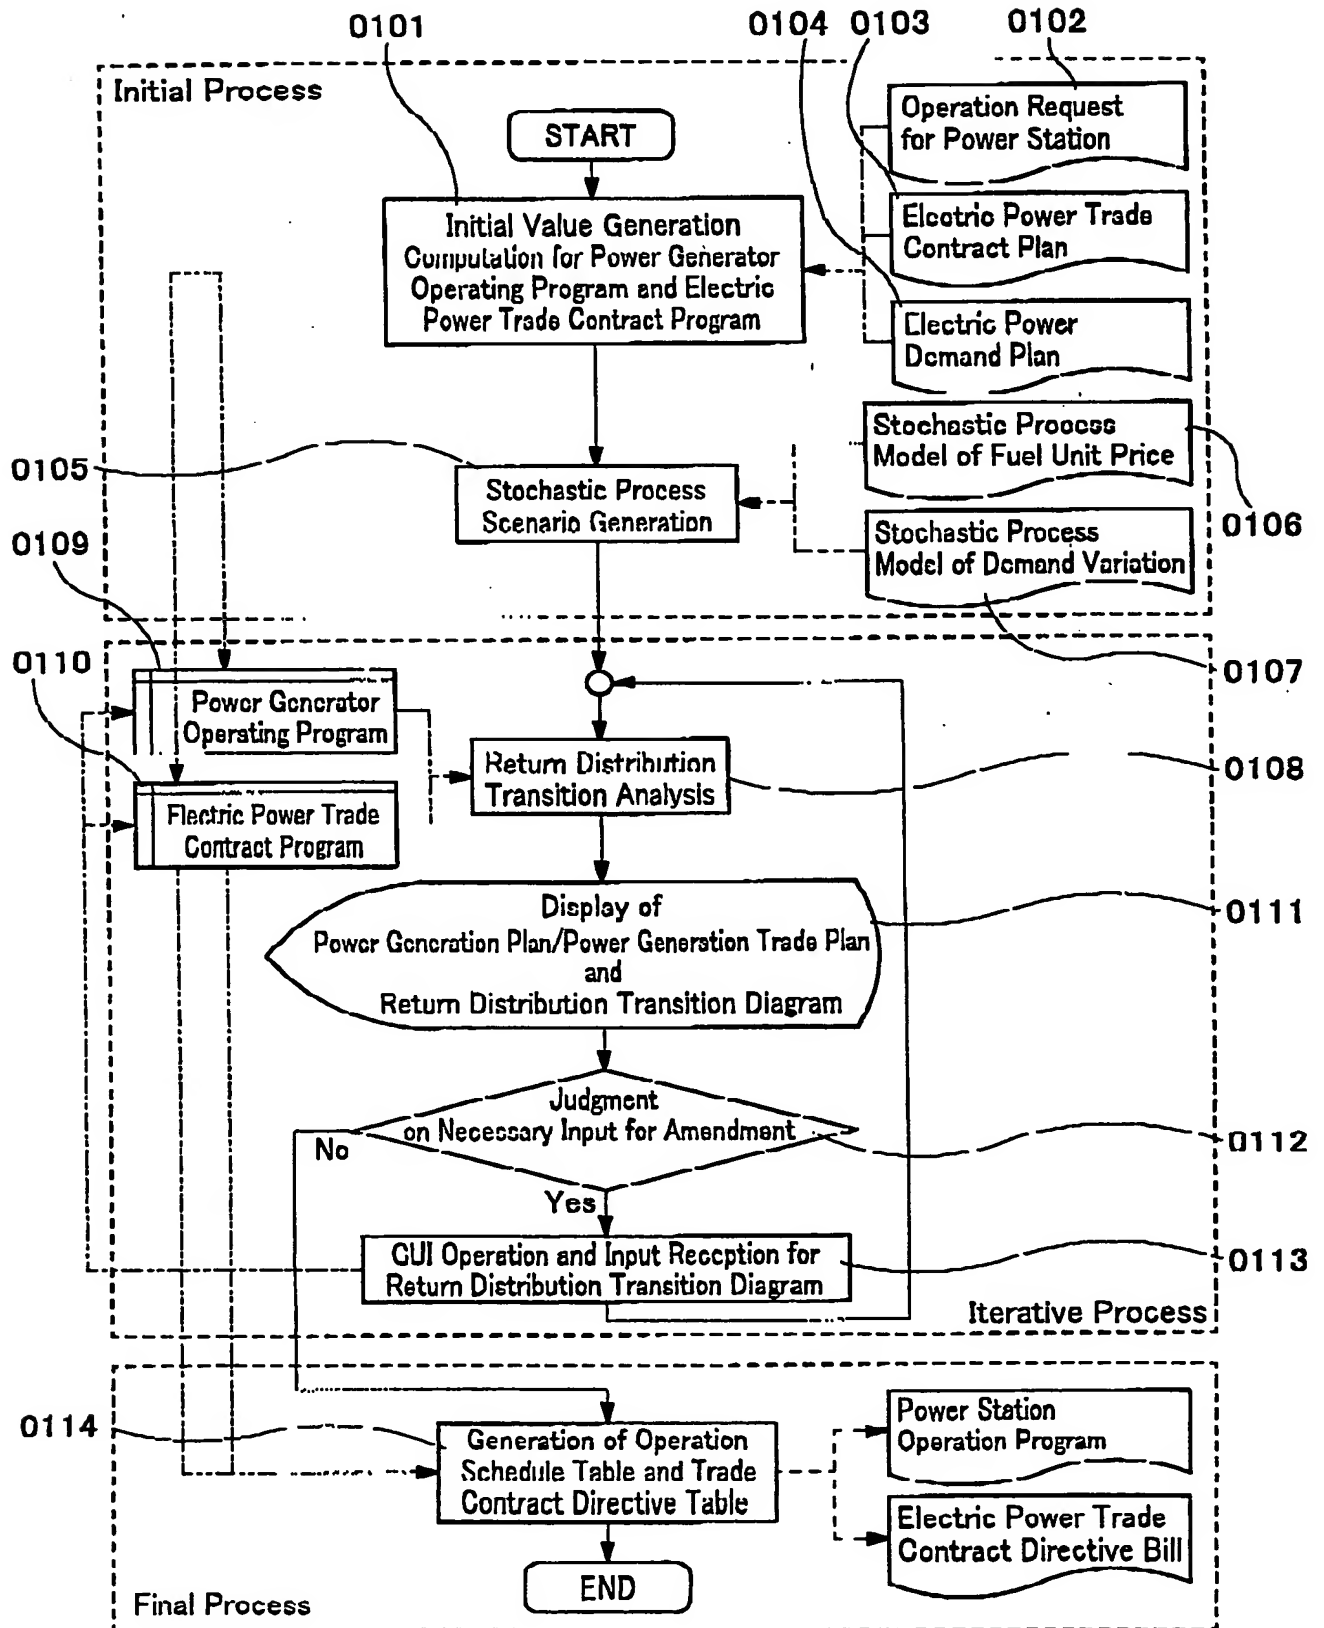 0101
0104
0103
0102
Initial Process
START
Operation Request
for Power Station
Initial Value Generation
Computation for Power Generator
Operating Program and Electric
Power Trade Contract Program
Electric Power Trade
Contract Plan
Electric Power
Demand Plan
0105
Stochastic Process
Scenario Generation
Stochastic Process
Model of Fuel Unit Price
0106
Stochastic Process
Model of Demand Variation
0109
0110
0107
Power Generator
Operating Program
Return Distribution
Transition Analysis
0108
Electric Power Trade
Contract Program
Display of
Power Generation Plan/Power Generation Trade Plan
and
Return Distribution Transition Diagram
0111
Judgment
on Necessary Input for Amendment
0112
No
Yes
GUI Operation and Input Reception for
Return Distribution Transition Diagram
0113
Iterative Process
0114
Generation of Operation
Schedule Table and Trade
Contract Directive Table
Power Station
Operation Program
Electric Power Trade
Contract Directive Bill
END
Final Process